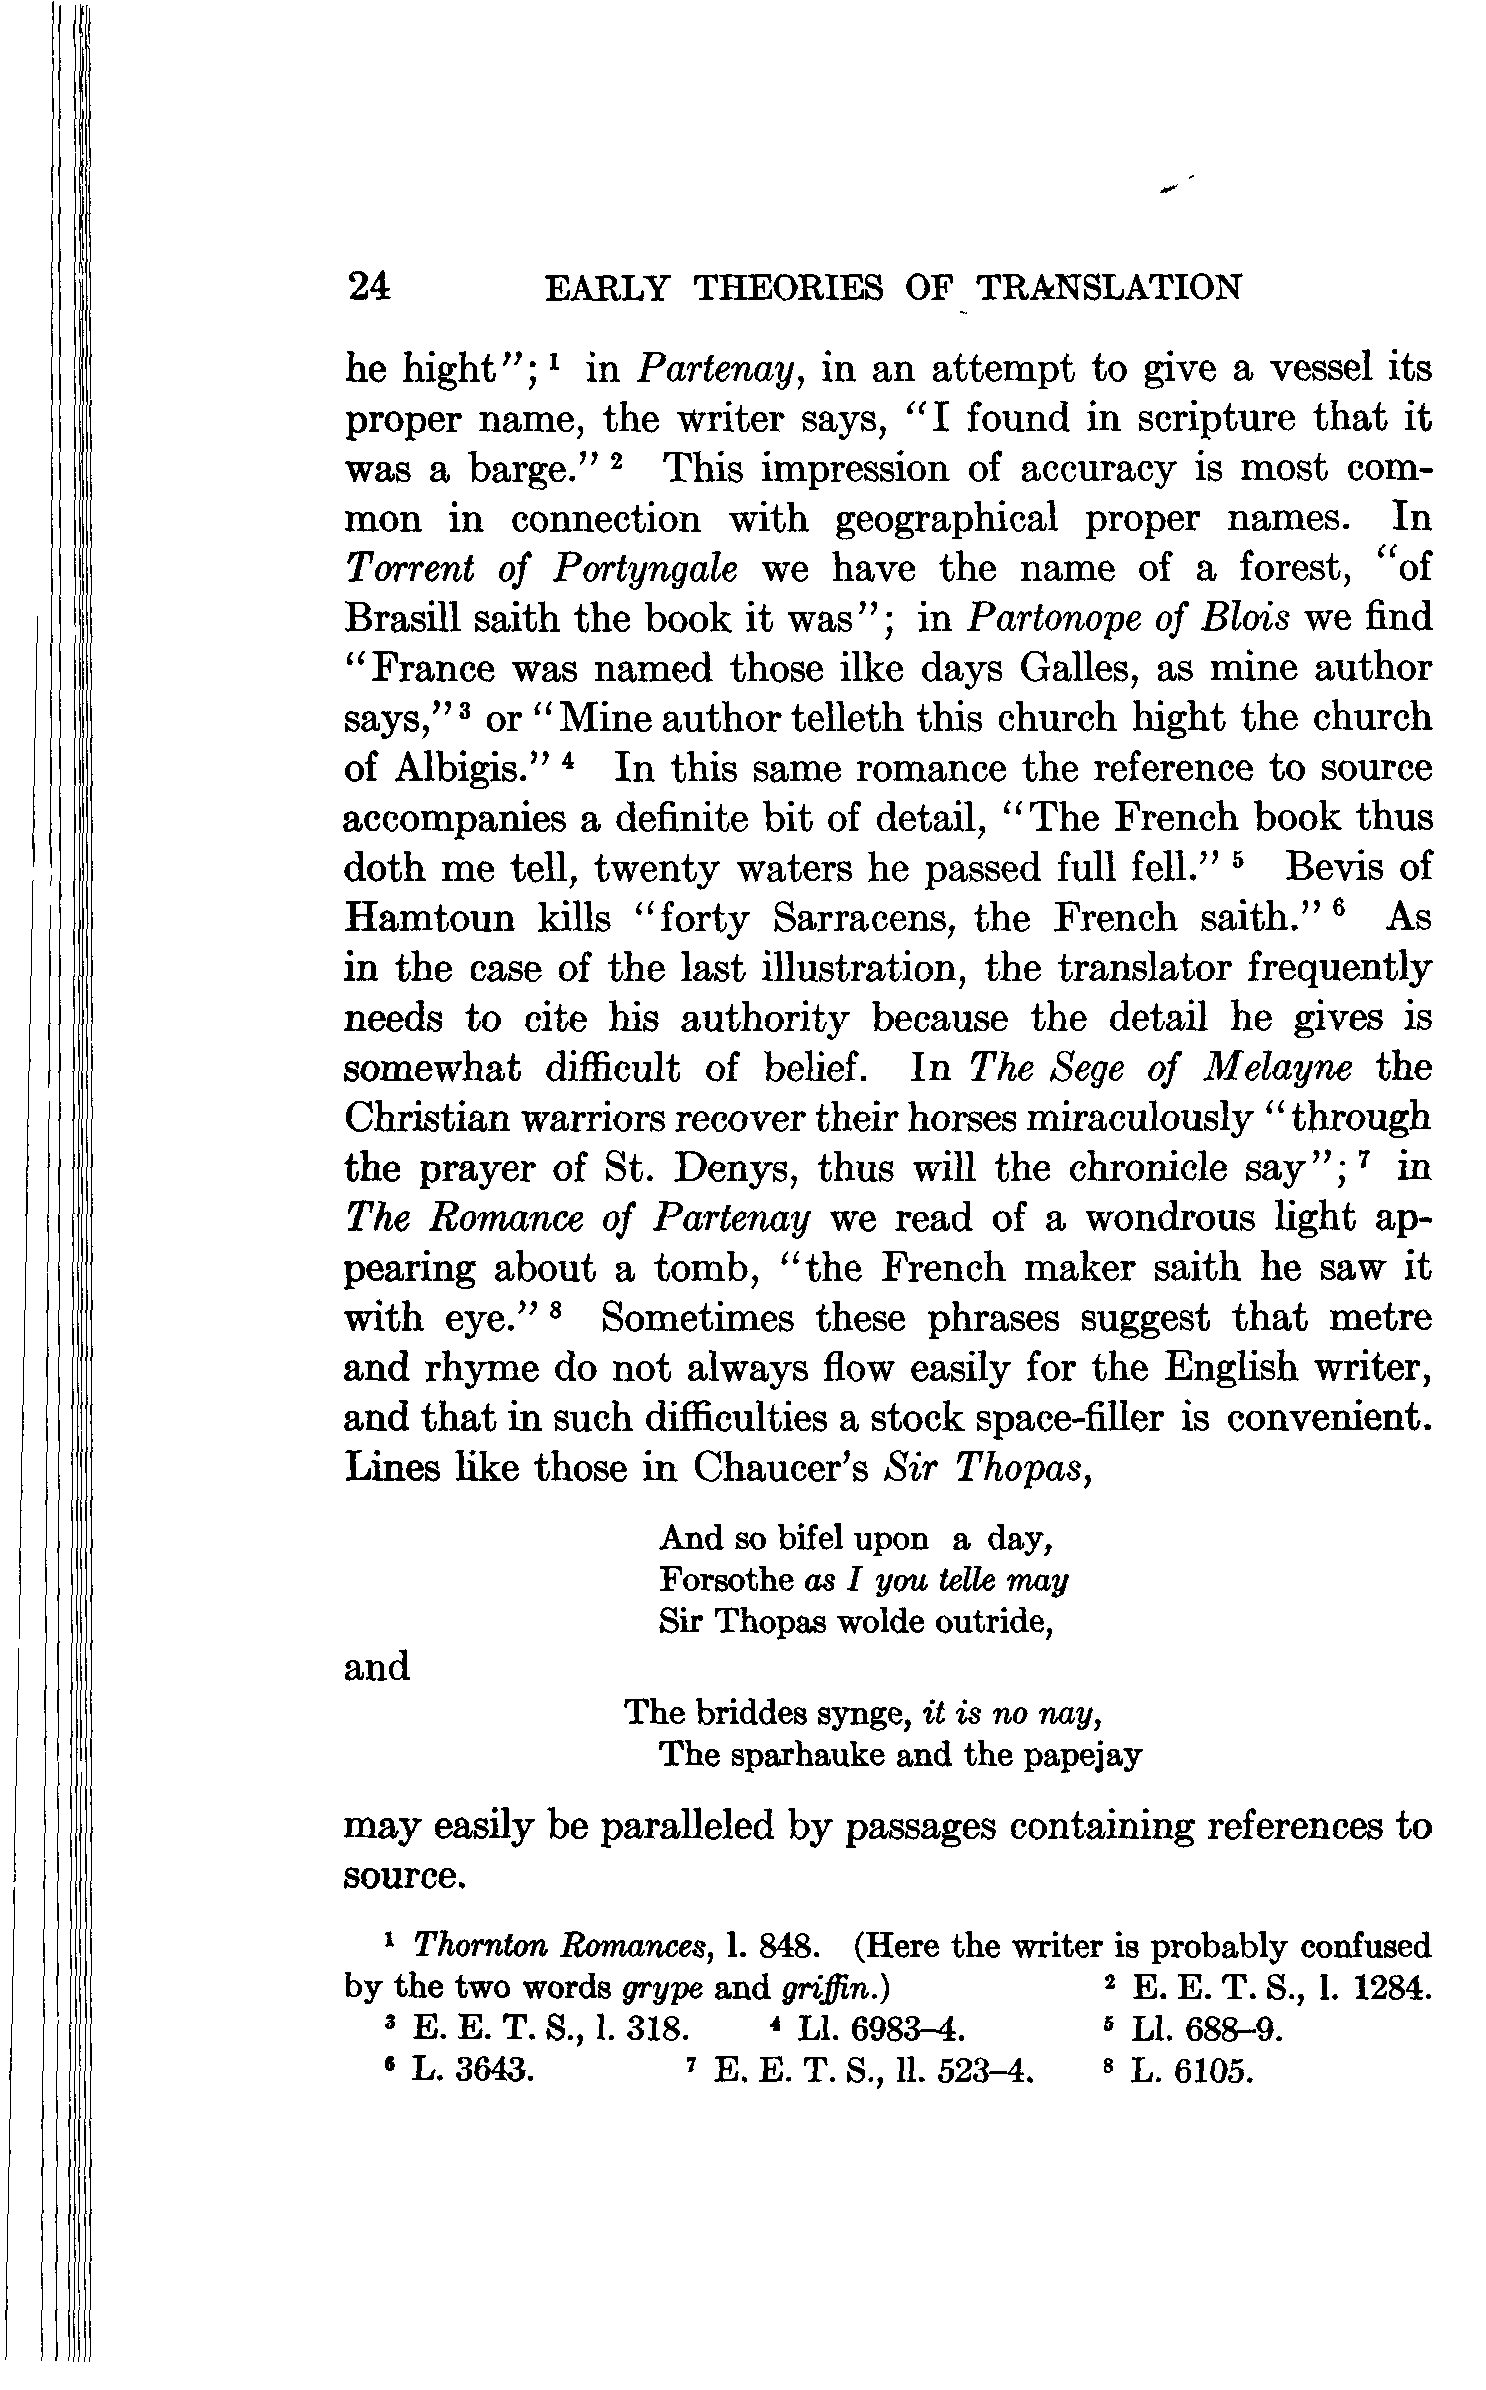 24 EARLY THEORIES OF TRANSLATION
he hight"; ¹ in Partenay, in an attempt to give a vessel its
proper name, the writer says, "I found in scripture that it
was a barge." ² This impression of accuracy is most com-
mon in connection with geographical proper names. In
Torrent of Portyngale we have the name of a forest, "of
Brasill saith the book it was"; in Partonope of Blois we find
"France was named those ilke days Galles, as mine author
says," ³ or "Mine author telleth this church hight the church
of Albigis." ⁴ In this same romance the reference to source
accompanies a definite bit of detail, "The French book thus
doth me tell, twenty waters he passed full fell." ⁵ Bevis of
Hamtoun kills "forty Sarracens, the French saith." ⁶ As
in the case of the last illustration, the translator frequently
needs to cite his authority because the detail he gives is
somewhat difficult of belief. In The Sege of Melayne the
Christian warriors recover their horses miraculously "through
the prayer of St. Denys, thus will the chronicle say"; ⁷ in
The Romance of Partenay we read of a wondrous light ap-
pearing about a tomb, "the French maker saith he saw it
with eye." ⁸ Sometimes these phrases suggest that metre
and rhyme do not always flow easily for the English writer,
and that in such difficulties a stock space-filler is convenient.
Lines like those in Chaucer's Sir Thopas,
And so bifel upon a day,
Forsothe as I you telle may
Sir Thopas wolde outride,
and
The briddes synge, it is no nay,
The sparhauke and the papejay
may easily be paralleled by passages containing references to
source.
¹ Thornton Romances, l. 848. (Here the writer is probably confused
by the two words grype and griffin.) ² E. E. T. S., l. 1284.
³ E. E. T. S., l. 318. ⁴ Ll. 6983–4. ⁵ Ll. 688–9.
⁶ L. 3643. ⁷ E. E. T. S., ll. 523–4. ⁸ L. 6105.